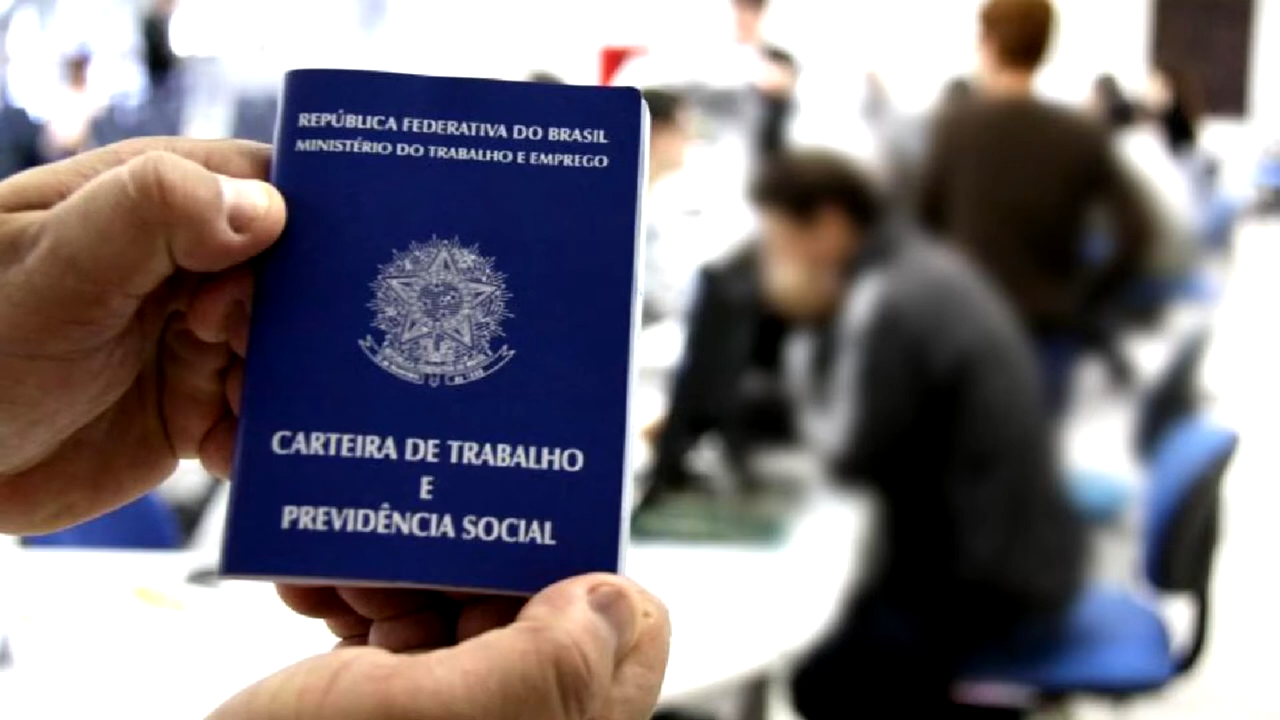 REPÚBLICA FEDERATIVA DO BRASIL
MINISTÉRIO DO TRABALHO E EMPREGO
CARTEIRA DE TRABALHO
E
PREVIDÊNCIA SOCIAL